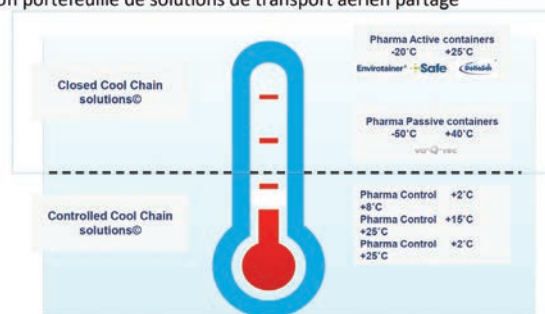 on portefeuille de solutions de transport aérien partagé
Closed Cool Chain
solutions©
Pharma Active containers
-20°C +25°C
Envirotainer® Safe DoKaSch
Pharma Passive containers
-50°C +40°C
va-Q-tec
Controlled Cool Chain
solutions©
Pharma Control +2°C
+8°C
Pharma Control +15°C
+25°C
Pharma Control +2°C
+25°C